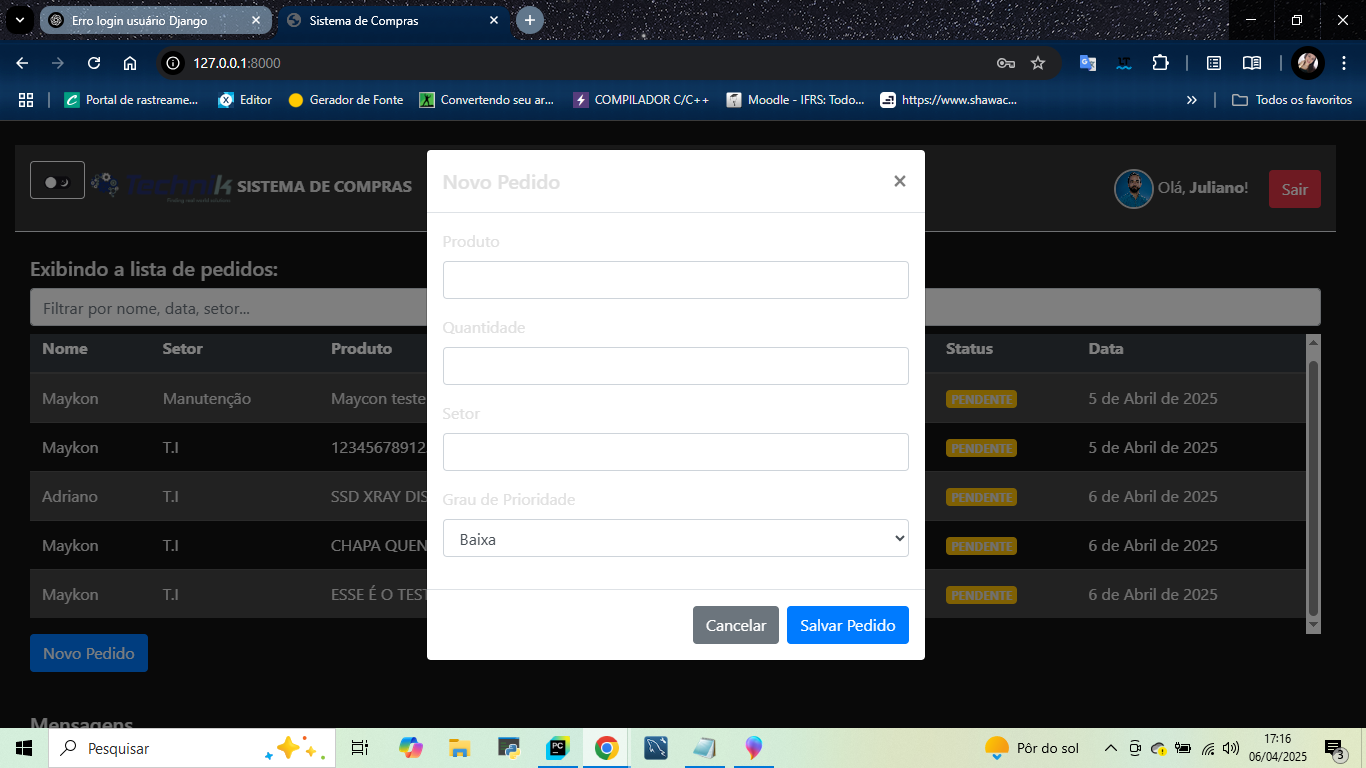 Erro login usuário Django
Sistema de Compras
127.0.0.1:8000
Portal de rastreame...
Editor
Gerador de Fonte
Convertendo seu ar...
COMPILADOR C/C++
Moodle - IFRS: Todo...
https://www.shawac...
Todos os favoritos
SISTEMA DE COMPRAS
Olá, Juliano!
Sair
Novo Pedido
×
Produto
Quantidade
Setor
Grau de Prioridade
Baixa
Cancelar
Salvar Pedido
Exibindo a lista de pedidos:
Filtrar por nome, data, setor...
Nome Setor Produto Status Data
Maykon Manutenção Maycon teste PENDENTE 5 de Abril de 2025
Maykon T.I 12345678912 PENDENTE 5 de Abril de 2025
Adriano T.I SSD XRAY DIS PENDENTE 6 de Abril de 2025
Maykon T.I CHAPA QUEN PENDENTE 6 de Abril de 2025
Maykon T.I ESSE É O TEST PENDENTE 6 de Abril de 2025
Novo Pedido
Mensagens
Pesquisar
PC
Pôr do sol
17:16
06/04/2025
3